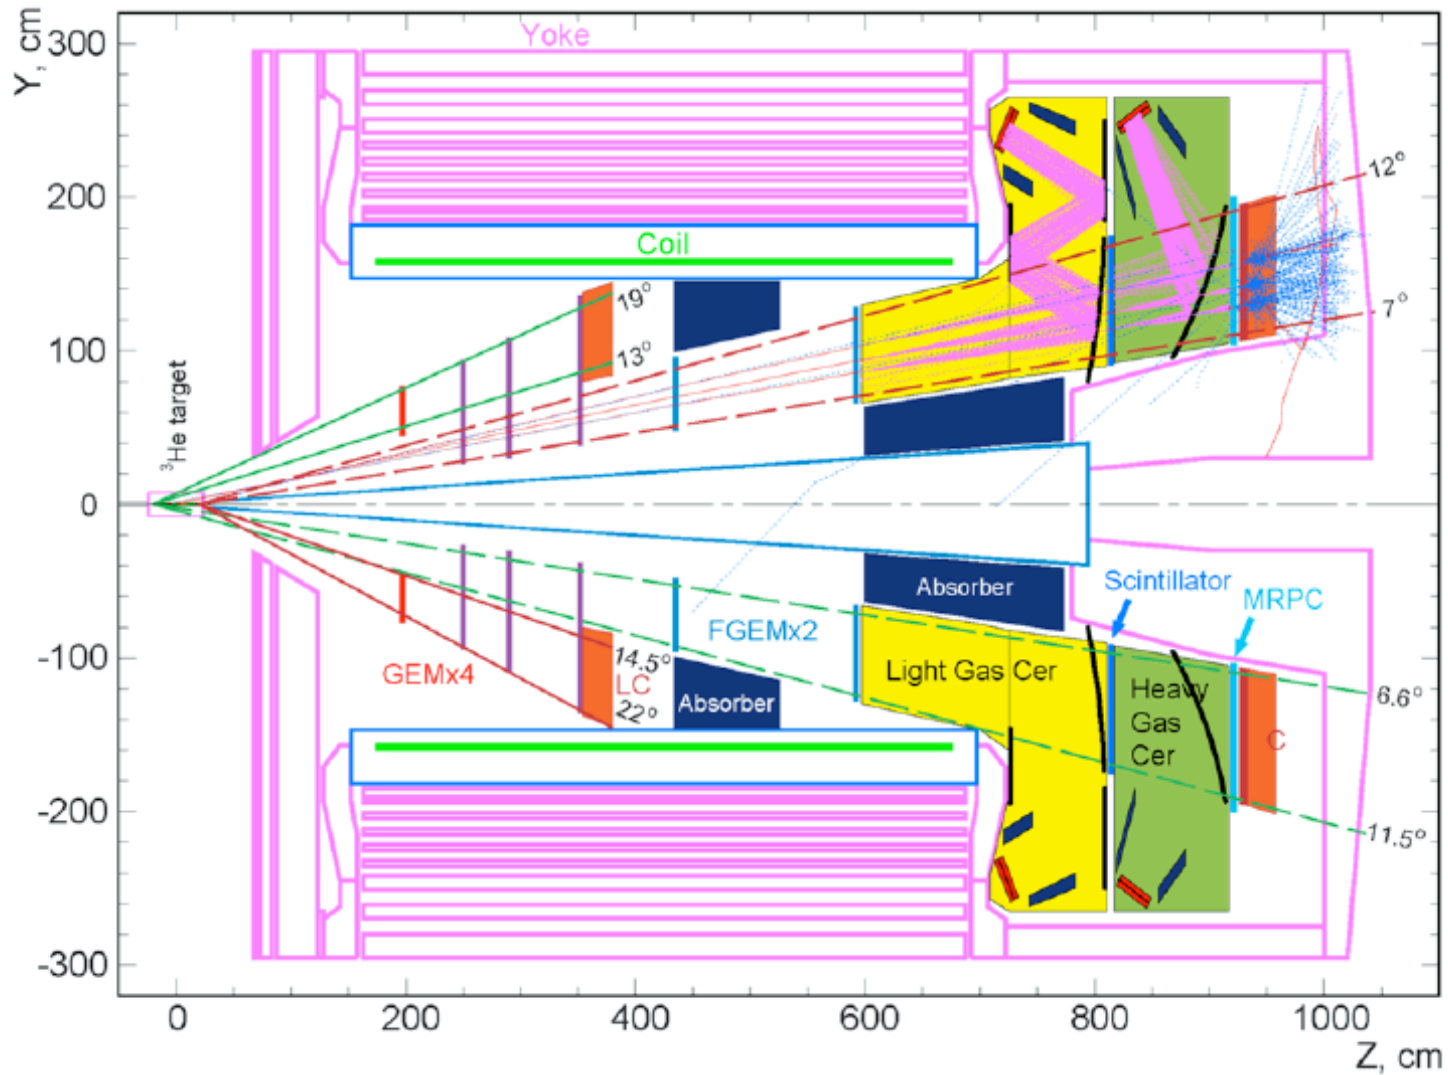 Y, cm
300
200
100
0
-100
-200
-300
Yoke
Coil
19°
13°
12°
7°
³He target
Absorber
Scintillator
MRPC
FGEMx2
GEMx4
14.5°
LC
22°
Absorber
Light Gas Cer
Heavy
Gas
Cer
C
6.6°
11.5°
0
200
400
600
800
1000
Z, cm